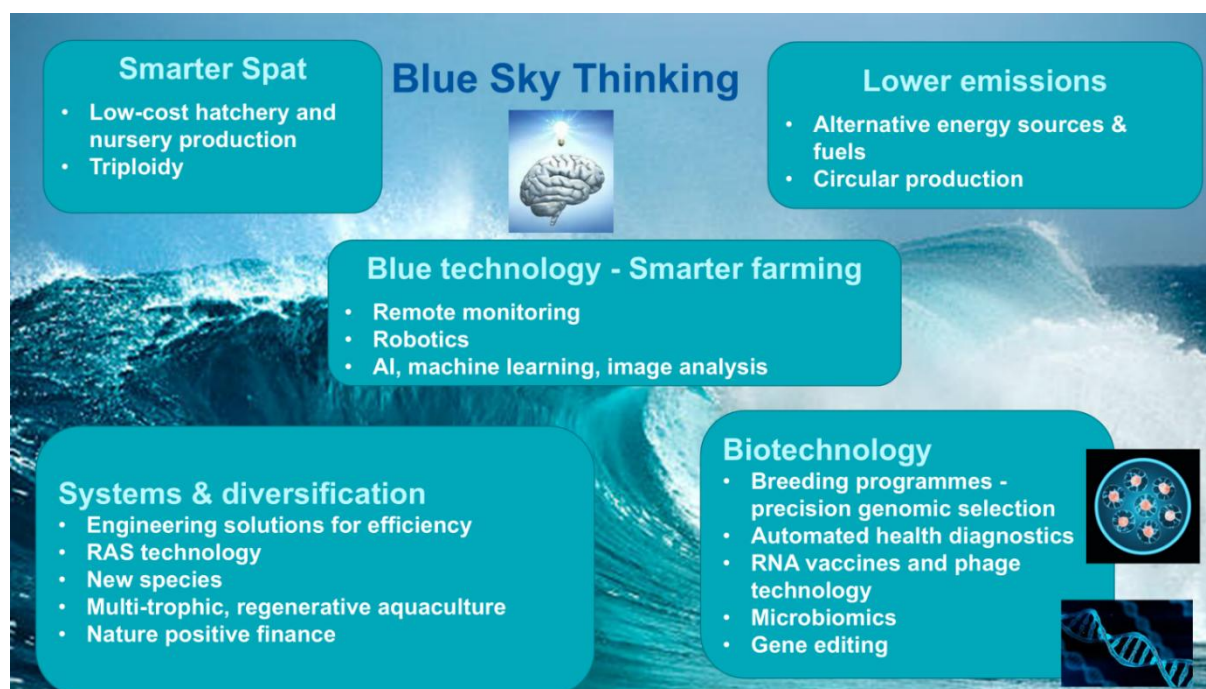 Blue Sky Thinking
Smarter Spat
• Low-cost hatchery and
nursery production
• Triploidy
Lower emissions
• Alternative energy sources &
fuels
• Circular production
Blue technology - Smarter farming
• Remote monitoring
• Robotics
• AI, machine learning, image analysis
Systems & diversification
• Engineering solutions for efficiency
• RAS technology
• New species
• Multi-trophic, regenerative aquaculture
• Nature positive finance
Biotechnology
• Breeding programmes -
precision genomic selection
• Automated health diagnostics
• RNA vaccines and phage
technology
• Microbiomics
• Gene editing